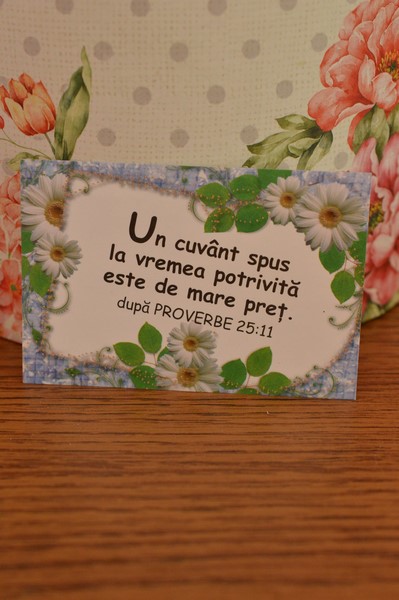 Un cuvânt spus
la vremea potrivită
este de mare preț.
după PROVERBE 25:11